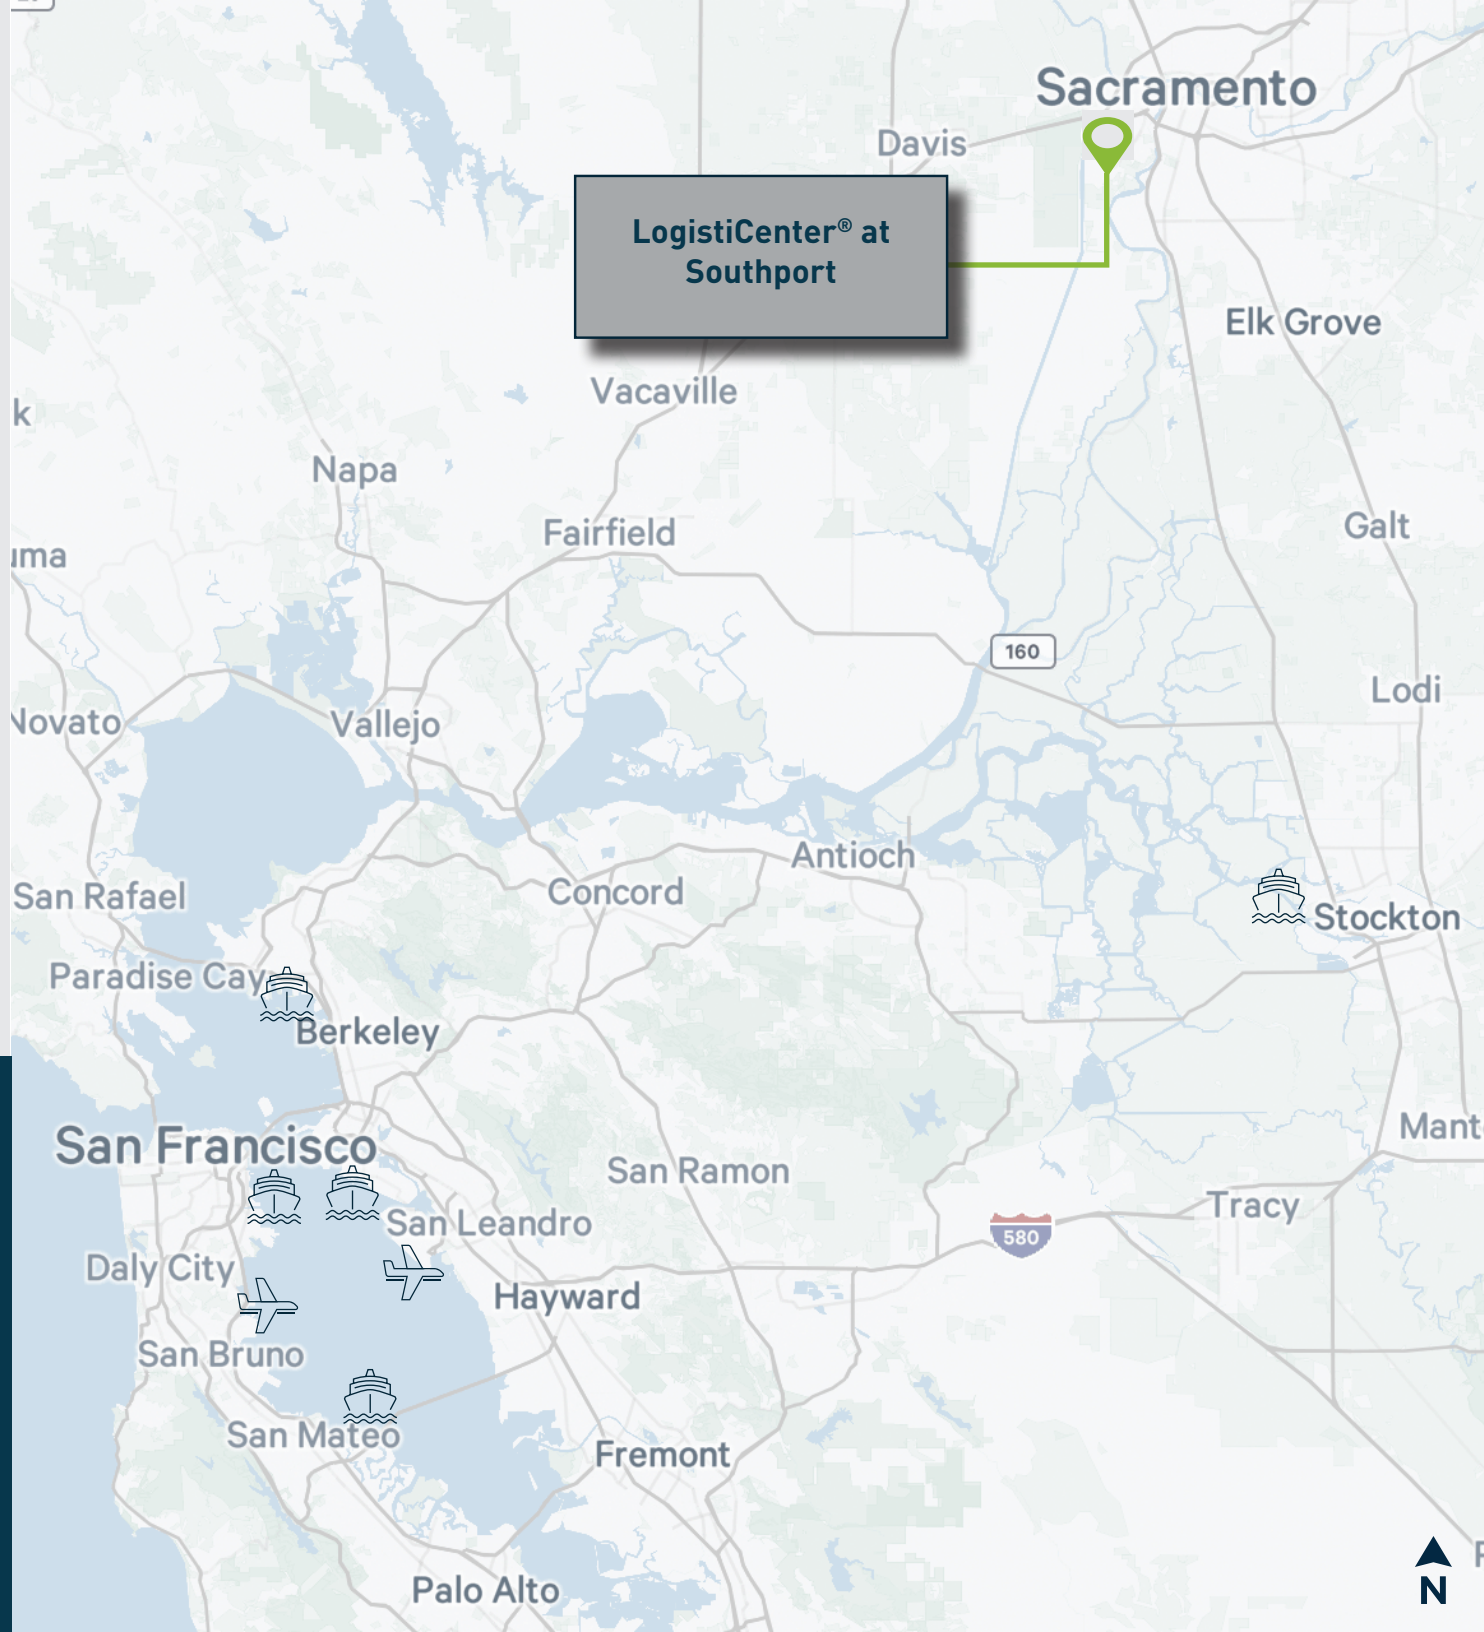 Sacramento
Davis
LogistiCenter® at
Southport
Elk Grove
Vacaville
k
Napa
Galt
Fairfield
uma
160
Lodi
Novato
Vallejo
Antioch
Concord
San Rafael
Stockton
Paradise Cay
Berkeley
Mant
San Francisco
San Ramon
Tracy
San Leandro
580
Daly City
Hayward
San Bruno
San Mateo
Fremont
Palo Alto
N